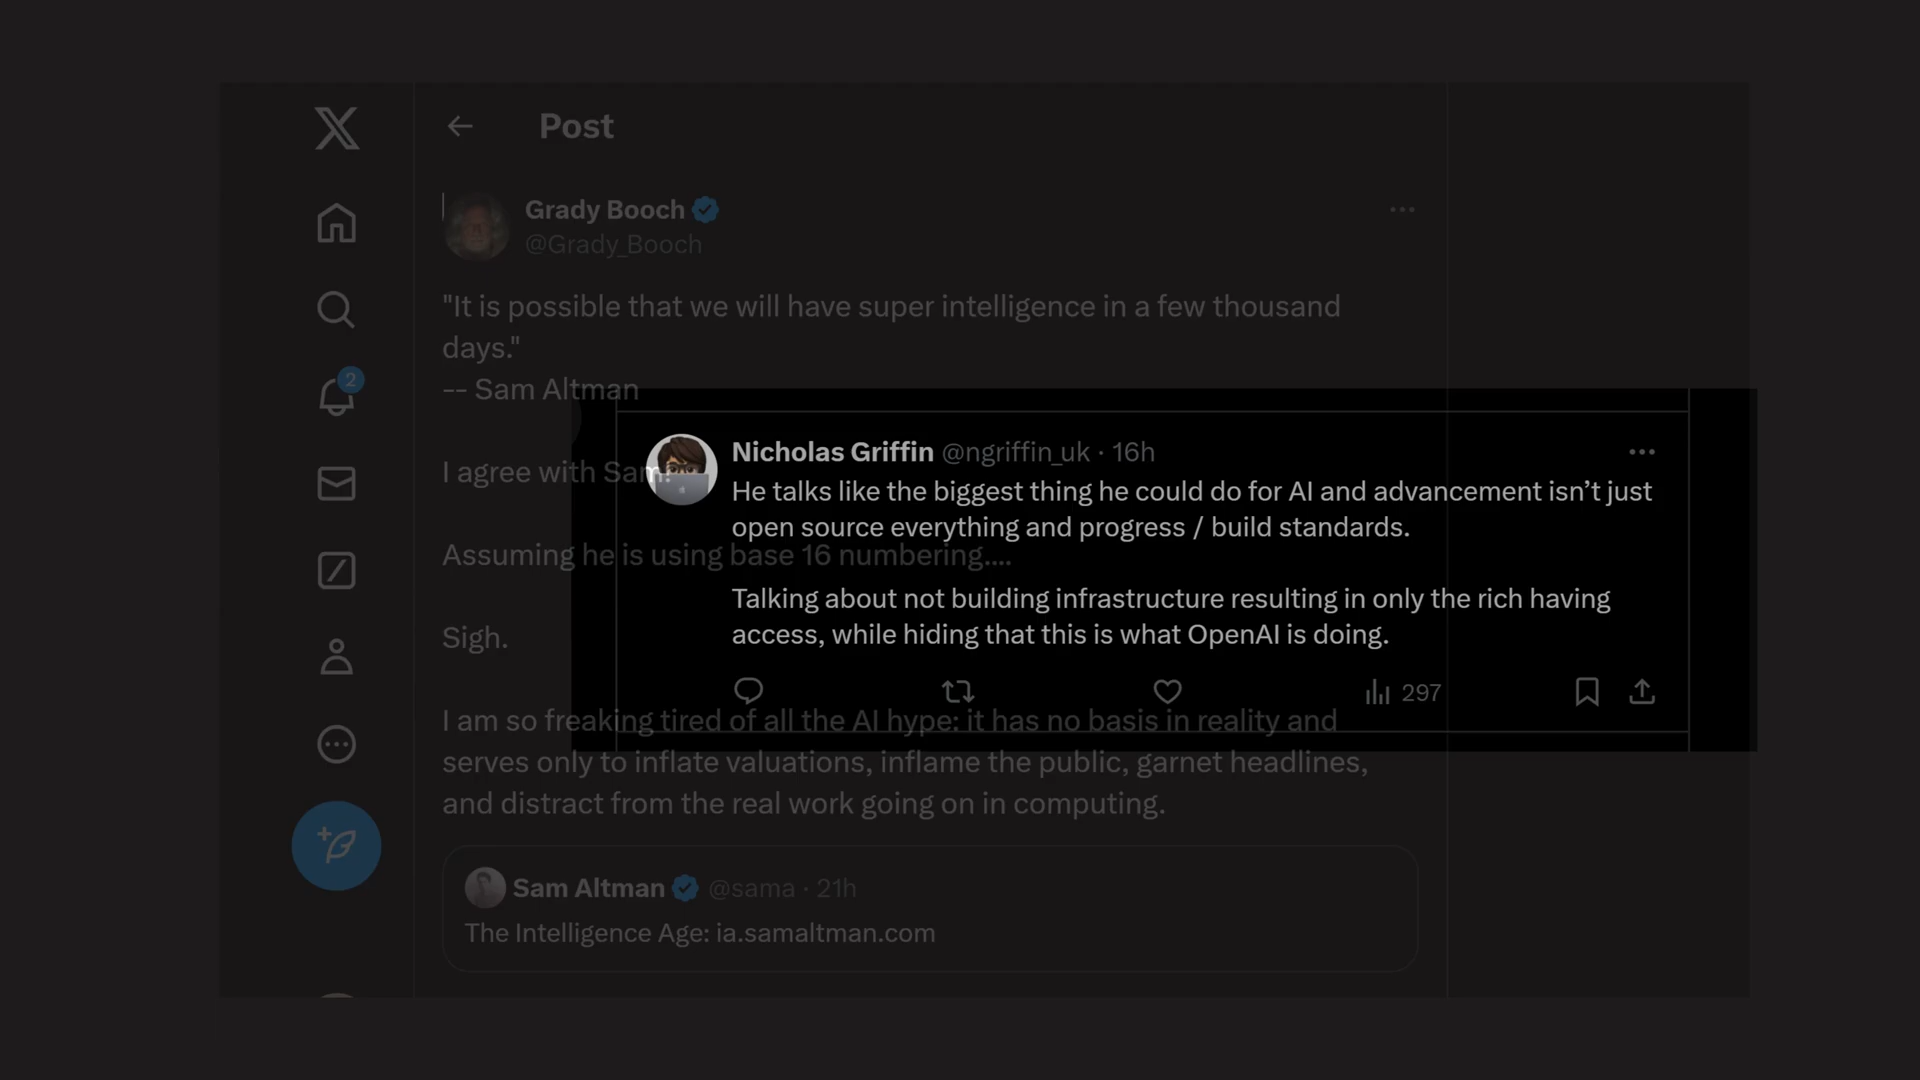 Post
Grady Booch
@Grady_Booch
"It is possible that we will have super intelligence in a few thousand
days."
-- Sam Altman
I agree with Sam.
Assuming he is using base 16 numbering....
Sigh.
I am so freaking tired of all the AI hype: it has no basis in reality and
serves only to inflate valuations, inflame the public, garnet headlines,
and distract from the real work going on in computing.
Sam Altman @sama · 21h
The Intelligence Age: ia.samaltman.com
2
Nicholas Griffin @ngriffin_uk · 16h
He talks like the biggest thing he could do for AI and advancement isn’t just
open source everything and progress / build standards.
Talking about not building infrastructure resulting in only the rich having
access, while hiding that this is what OpenAI is doing.
297